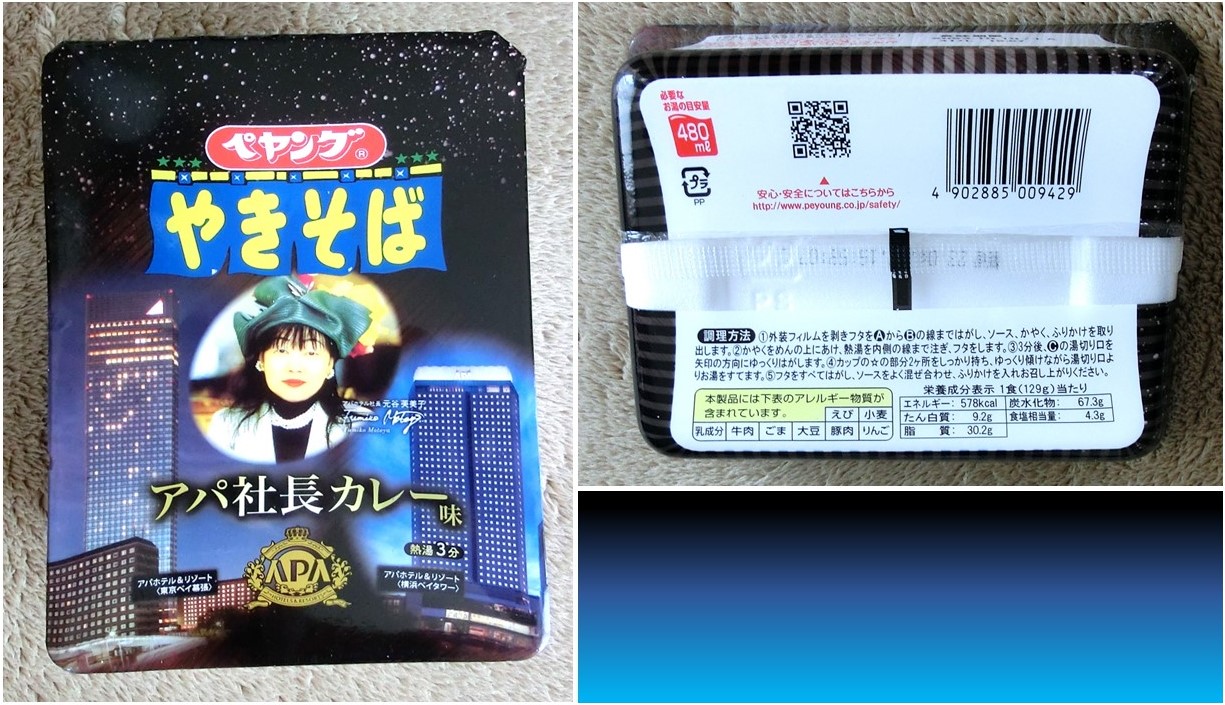 ペヤング®
やきそば
アパホテル社長 元谷 芙美子
Fumiko Motoya
アパ社長カレー味
熱湯3分
APA
アパホテル&リゾート
〈東京ベイ幕張〉
アパホテル&リゾート
〈横浜ベイタワー〉
必要な
お湯の目安量
480
mℓ
プラ
PP
安心・安全についてはこちらから
http://www.peyoung.co.jp/safety/
4 902885 009429
調理方法 ①外装フィルムを剥きフタをⒶからⒷの線まではがし、ソース、かやく、ふりかけを取り
出します。②かやくをめんの上にあけ、熱湯を内側の線まで注ぎ、フタをします。③3分後、Ⓒの湯切り口を
矢印の方向にゆっくりはがします。④カップの☆の部分2ヶ所をしっかり持ち、ゆっくり傾けながら湯切り口よ
りお湯をすてます。⑤フタをすべてはがし、ソースをよく混ぜ合わせ、ふりかけを入れお召し上がりください。
栄養成分表示 1食(129g)当たり
エネルギー: 578kcal 炭水化物: 67.3g
たん白質: 9.2g 食塩相当量: 4.3g
脂 質: 30.2g
本製品には下表のアレルギー物質が
含まれています。 えび 小麦
乳成分 牛肉 ごま 大豆 豚肉 りんご